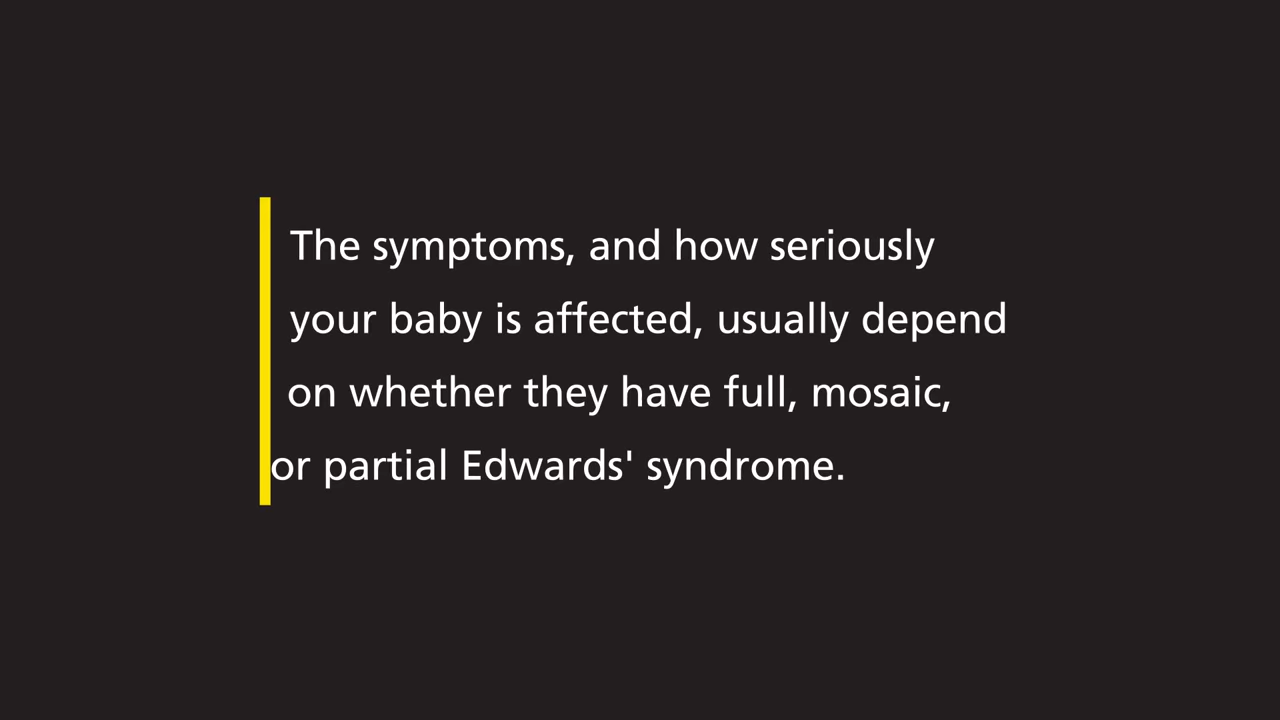 The symptoms, and how seriously
your baby is affected, usually depend
on whether they have full, mosaic,
or partial Edwards' syndrome.